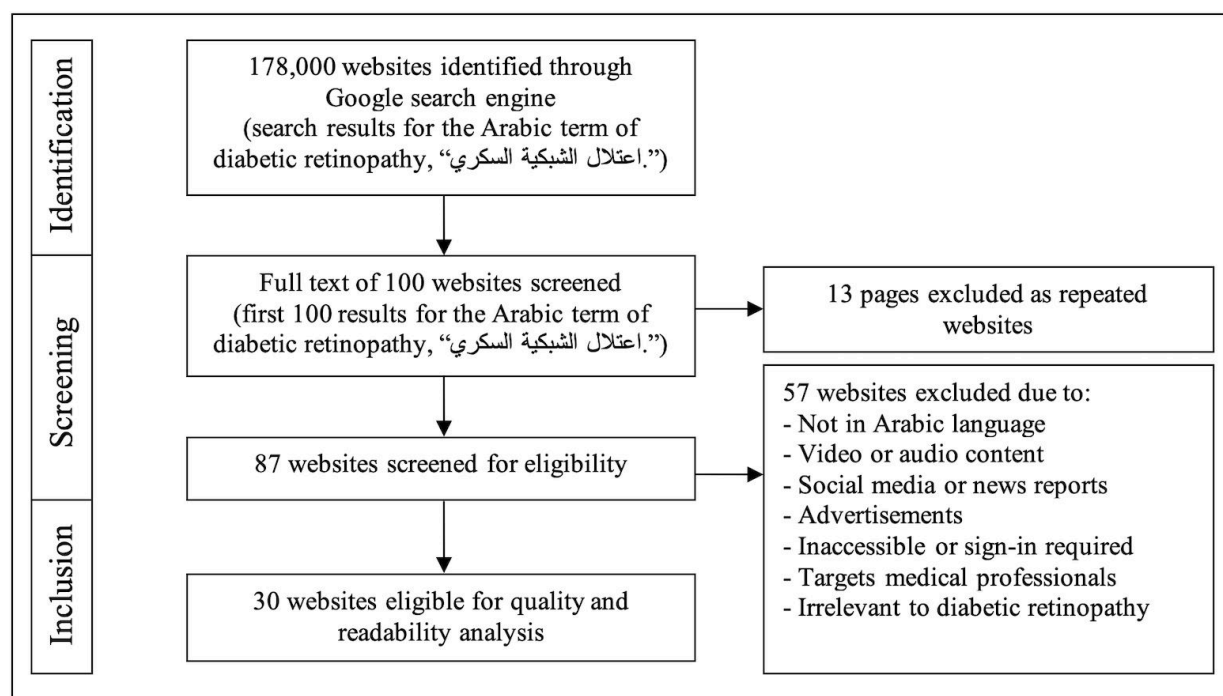 Identification
178,000 websites identified through
Google search engine
(search results for the Arabic term of
diabetic retinopathy, “اعتلال الشبكية السكري.”)
Screening
Full text of 100 websites screened
(first 100 results for the Arabic term of
diabetic retinopathy, “اعتلال الشبكية السكري.”)
13 pages excluded as repeated
websites
87 websites screened for eligibility
57 websites excluded due to:
- Not in Arabic language
- Video or audio content
- Social media or news reports
- Advertisements
- Inaccessible or sign-in required
- Targets medical professionals
- Irrelevant to diabetic retinopathy
Inclusion
30 websites eligible for quality and
readability analysis